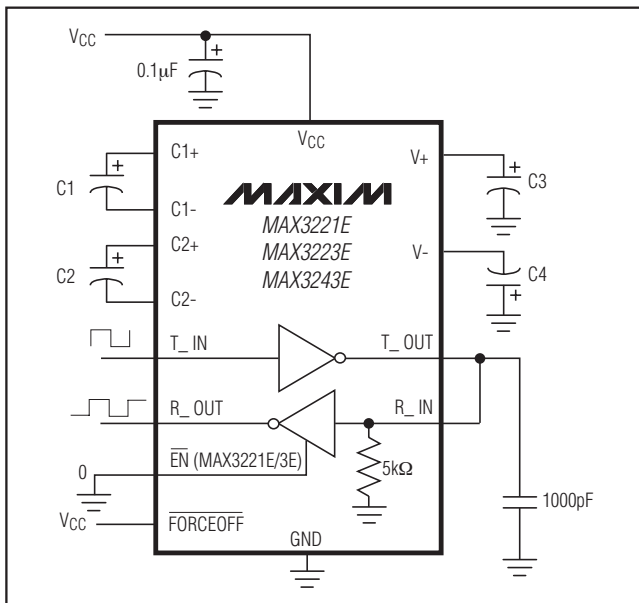 VCC
0.1µF
VCC
C1+
C1
C1-
C2+
C2
C2-
V+
C3
V-
C4
MAXIM
MAX3221E
MAX3223E
MAX3243E
T_ IN
T_ OUT
R_ OUT
R_ IN
EN (MAX3221E/3E)
0
5kΩ
1000pF
VCC
FORCEOFF
GND